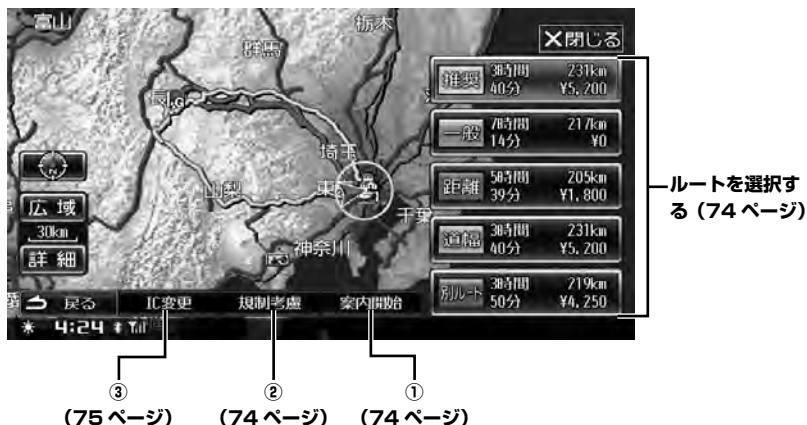 富山
栃木
群馬
長
G
埼玉
山梨
東
千葉
神奈川
広域
30km
詳細
×閉じる
推奨 3時間40分 231km ¥5,200
一般 7時間14分 217km ¥0
距離 5時間39分 205km ¥1,800
道幅 3時間40分 231km ¥5,200
別ルート 3時間50分 219km ¥4,250
戻る IC変更 規制考慮 案内開始
4:24
ルートを選択す
る（74 ページ）
③ ② ①
（75 ページ） （74 ページ） （74 ページ）